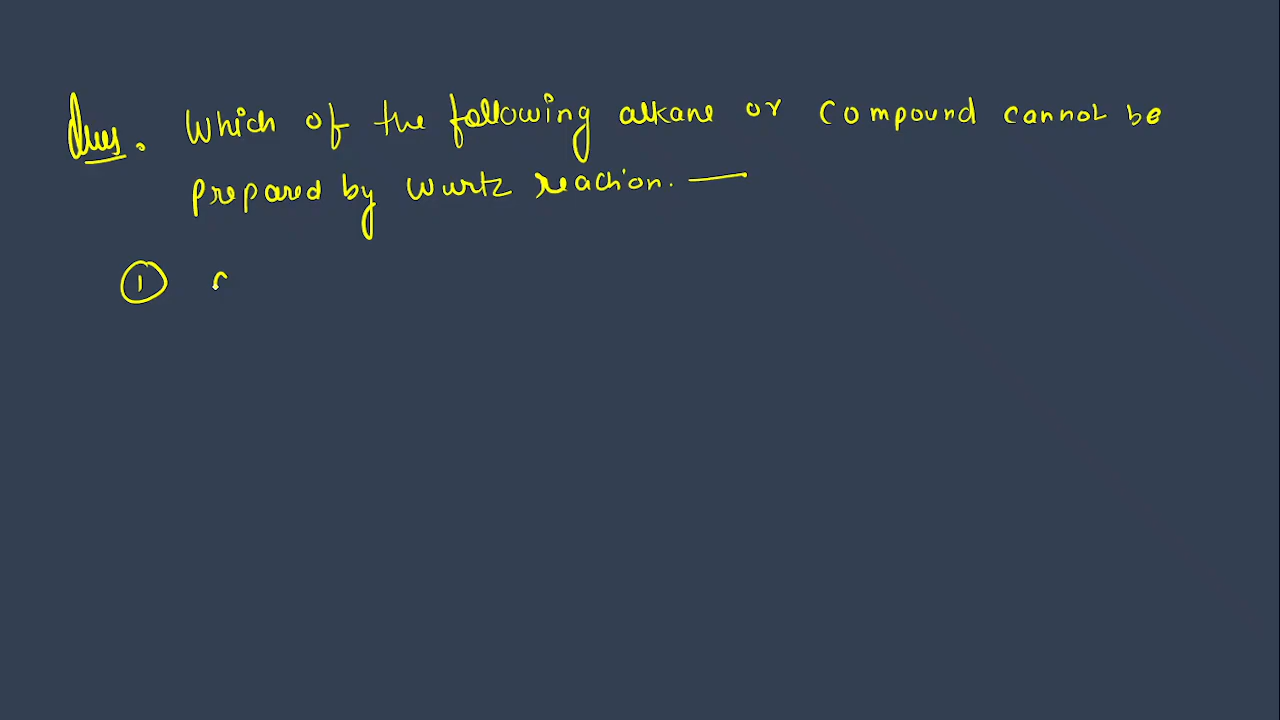 Ques. Which of the following alkane or compound cannot be
prepared by wurtz reaction. —
①